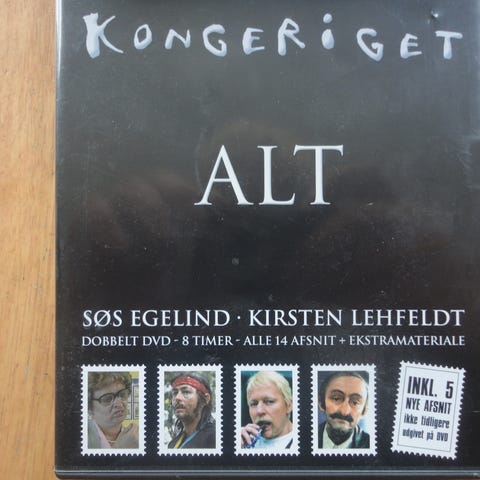 KONGERiGET
ALT
SØS EGELIND · KIRSTEN LEHFELDT
DOBBELT DVD - 8 TIMER - ALLE 14 AFSNIT + EKSTRAMATERIALE
INKL. 5
NYE AFSNIT
ikke tidligere
udgivet på DVD